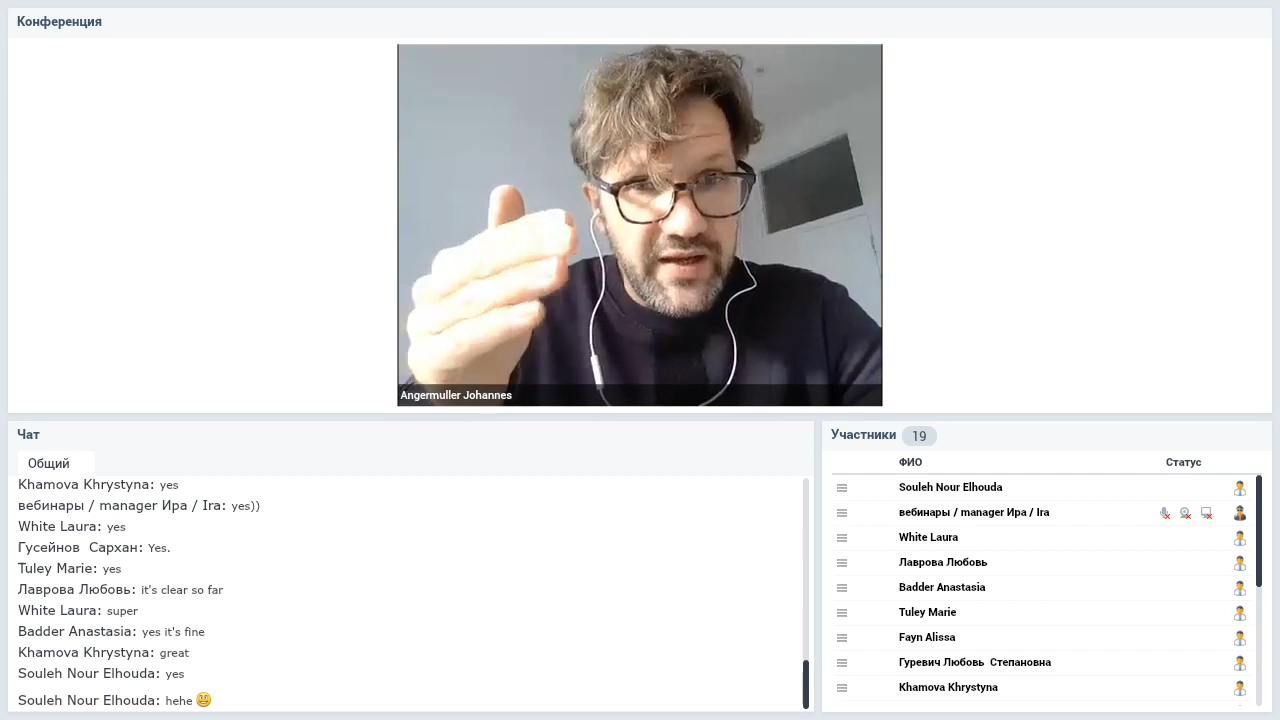 Конференция
Angermuller Johannes
Чат
Общий
Khamova Khrystyna: yes
вебинары / manager Ира / Ira: yes))
White Laura: yes
Гусейнов Сархан: Yes.
Tuley Marie: yes
Лаврова Любовь: it's clear so far
White Laura: super
Badder Anastasia: yes it's fine
Khamova Khrystyna: great
Souleh Nour Elhouda: yes
Souleh Nour Elhouda: hehe
Участники 19
ФИО Статус
Souleh Nour Elhouda
вебинары / manager Ира / Ira
White Laura
Лаврова Любовь
Badder Anastasia
Tuley Marie
Fayn Alissa
Гуревич Любовь Степановна
Khamova Khrystyna